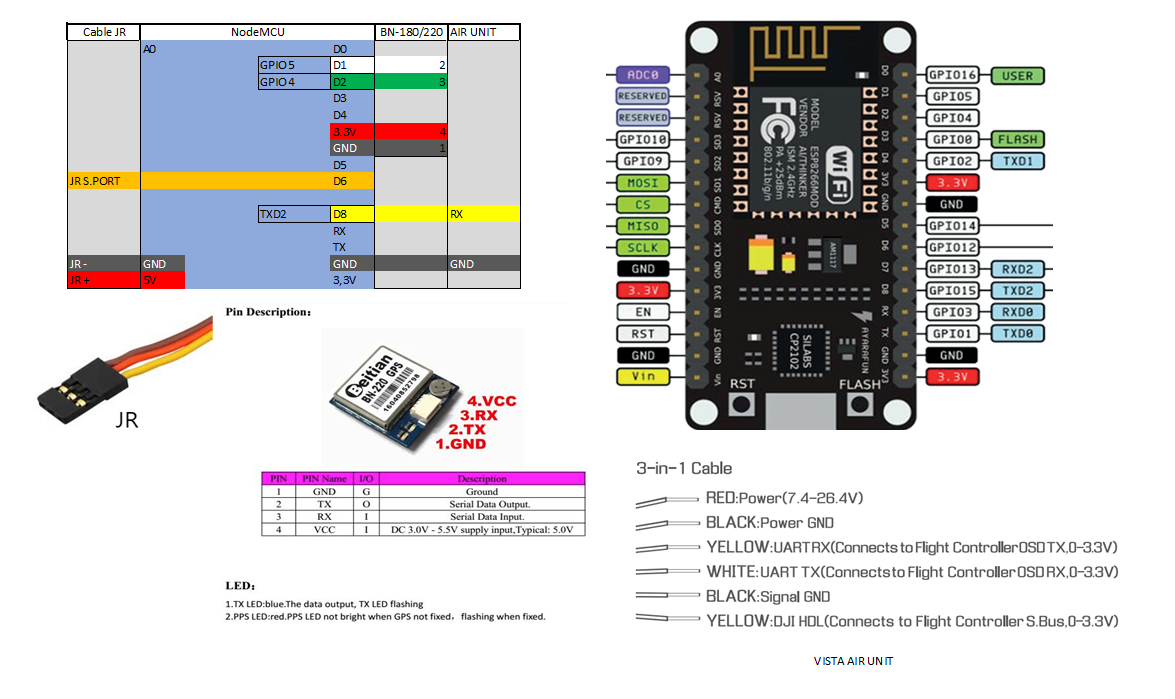 Cable JR NodeMCU BN-180/220 AIR UNIT
A0 D0
GPIO5 D1 2
GPIO4 D2 3
D3
D4
3.3V 4
GND 1
D5
JR S.PORT D6
TXD2 D8 RX
RX
TX
JR - GND GND GND
JR + 5V 3,3V
JR
Pin Description:
Beitian
BN-220 GPS
16040852798
4.VCC
3.RX
2.TX
1.GND
PIN PIN Name I/O Description
1 GND G Ground
2 TX O Serial Data Output.
3 RX I Serial Data Input.
4 VCC I DC 3.0V - 5.5V supply input,Typical: 5.0V
LED:
1.TX LED:blue.The data output, TX LED flashing
2.PPS LED:red.PPS LED not bright when GPS not fixed, flashing when fixed.
ADC0 A0 D0 GPIO16 USER
RESERVED RSV D1 GPIO5
RESERVED RSV D2 GPIO4
GPIO10 SD3 D3 GPIO0 FLASH
GPIO9 SD2 D4 GPIO2 TXD1
MOSI SD1 3V3 3.3V
CS CMD GND GND
MISO SD0 D5 GPIO14
SCLK CLK D6 GPIO12
GND GND D7 GPIO13 RXD2
3.3V 3V3 D8 GPIO15 TXD2
EN EN RX GPIO3 RXD0
RST RST TX GPIO1 TXD0
GND GND GND GND
Vin Vin 3V3 3.3V
FCC
MODEL ESP8266MOD
VENDOR AI/THINKER
ISM 2.4GHz
PA +25dBm
802.11b/g/n
WiFi
AM1117
SILABS
CP2102
AYARAFUN
RST FLASH
3-in-1 Cable
RED:Power(7.4-26.4V)
BLACK:Power GND
YELLOW:UART RX(Connects to Flight Controller OSD TX,0-3.3V)
WHITE:UART TX(Connects to Flight Controller OSD RX,0-3.3V)
BLACK:Signal GND
YELLOW:DJI HDL(Connects to Flight Controller S.Bus,0-3.3V)
VISTA AIR UNIT